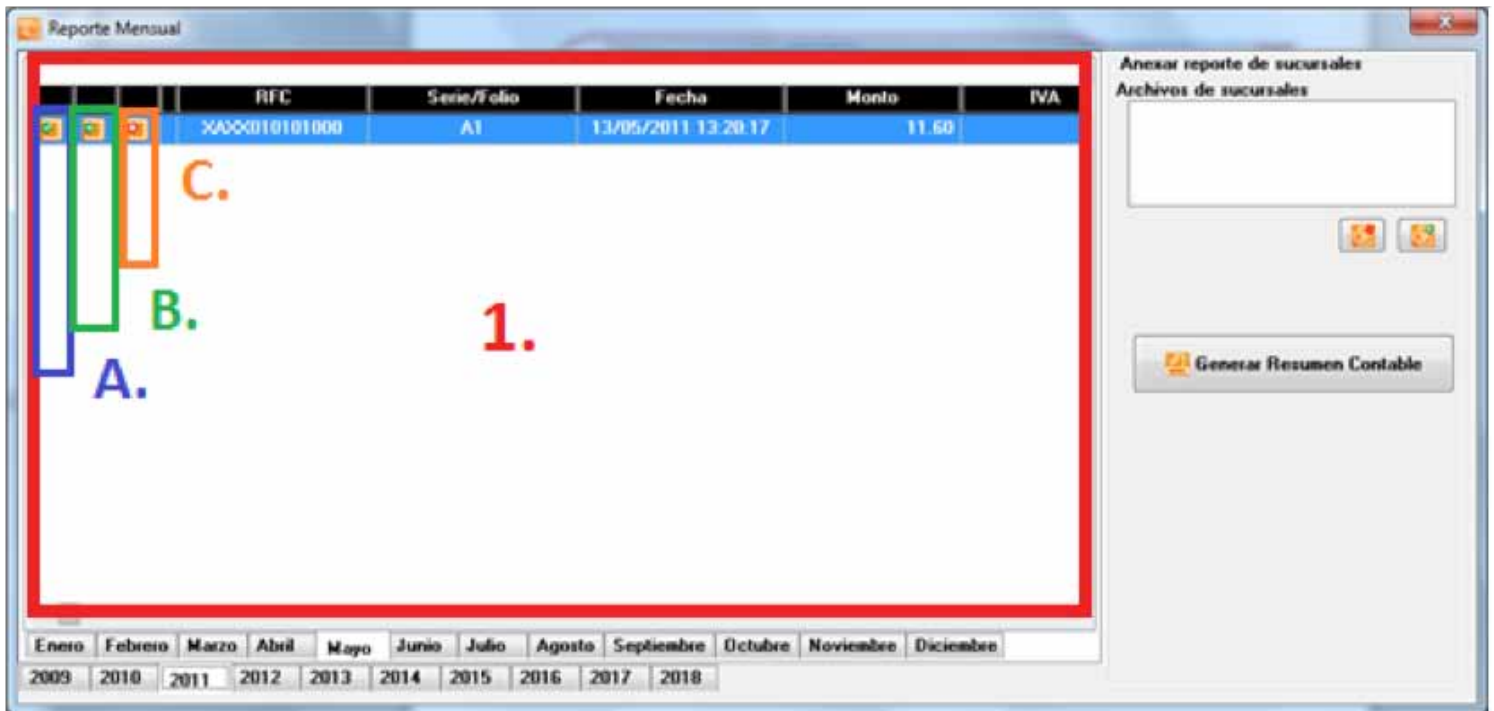 Reporte Mensual
Anexar reporte de sucursales
Archivos de sucursales
RFC Serie/Folio Fecha Monto IVA
XAXX010101000 A1 13/05/2011 13:20:17 11.60
C.
B.
1.
A.
Generar Resumen Contable
Enero Febrero Marzo Abril Mayo Junio Julio Agosto Septiembre Octubre Noviembre Diciembre
2009 2010 2011 2012 2013 2014 2015 2016 2017 2018